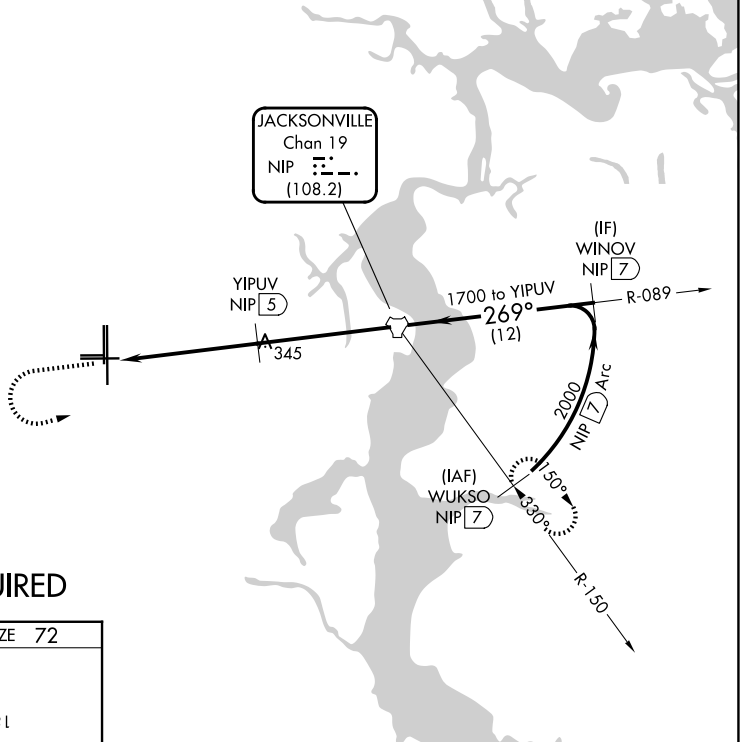 JACKSONVILLE
Chan 19
NIP
(108.2)
(IF)
WINOV
NIP 7
YIPUV
NIP 5
1700 to YIPUV
269°
(12)
R-089
345
2000
NIP 7 Arc
(IAF)
WUKSO
NIP 7
150°
330°
R-150
UIRED
ZE 72